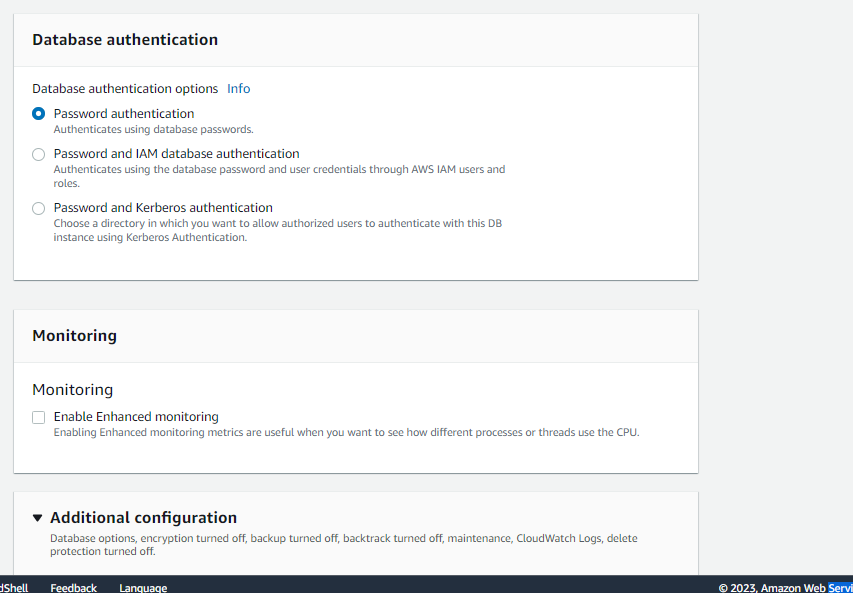 Database authentication
Database authentication options Info
Password authentication
Authenticates using database passwords.
Password and IAM database authentication
Authenticates using the database password and user credentials through AWS IAM users and
roles.
Password and Kerberos authentication
Choose a directory in which you want to allow authorized users to authenticate with this DB
instance using Kerberos Authentication.
Monitoring
Monitoring
Enable Enhanced monitoring
Enabling Enhanced monitoring metrics are useful when you want to see how different processes or threads use the CPU.
Additional configuration
Database options, encryption turned off, backup turned off, backtrack turned off, maintenance, CloudWatch Logs, delete
protection turned off.
dShell Feedback Language © 2023, Amazon Web Servi